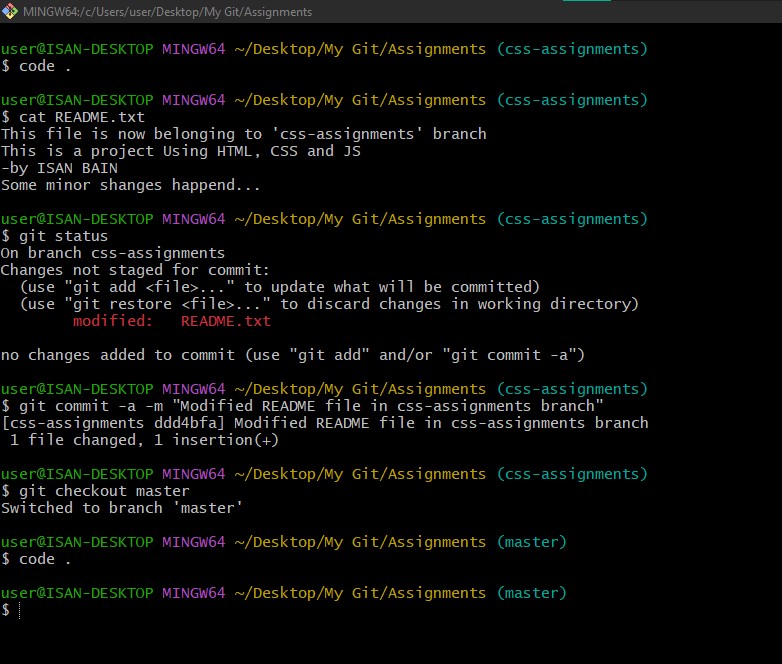 MINGW64:/c/Users/user/Desktop/My Git/Assignments
user@ISAN-DESKTOP MINGW64 ~/Desktop/My Git/Assignments (css-assignments)
$ code .
user@ISAN-DESKTOP MINGW64 ~/Desktop/My Git/Assignments (css-assignments)
$ cat README.txt
This file is now belonging to 'css-assignments' branch
This is a project Using HTML, CSS and JS
-by ISAN BAIN
Some minor shanges happend...
user@ISAN-DESKTOP MINGW64 ~/Desktop/My Git/Assignments (css-assignments)
$ git status
On branch css-assignments
Changes not staged for commit:
  (use "git add <file>..." to update what will be committed)
  (use "git restore <file>..." to discard changes in working directory)
        modified:   README.txt
no changes added to commit (use "git add" and/or "git commit -a")
user@ISAN-DESKTOP MINGW64 ~/Desktop/My Git/Assignments (css-assignments)
$ git commit -a -m "Modified README file in css-assignments branch"
[css-assignments ddd4bfa] Modified README file in css-assignments branch
 1 file changed, 1 insertion(+)
user@ISAN-DESKTOP MINGW64 ~/Desktop/My Git/Assignments (css-assignments)
$ git checkout master
Switched to branch 'master'
user@ISAN-DESKTOP MINGW64 ~/Desktop/My Git/Assignments (master)
$ code .
user@ISAN-DESKTOP MINGW64 ~/Desktop/My Git/Assignments (master)
$